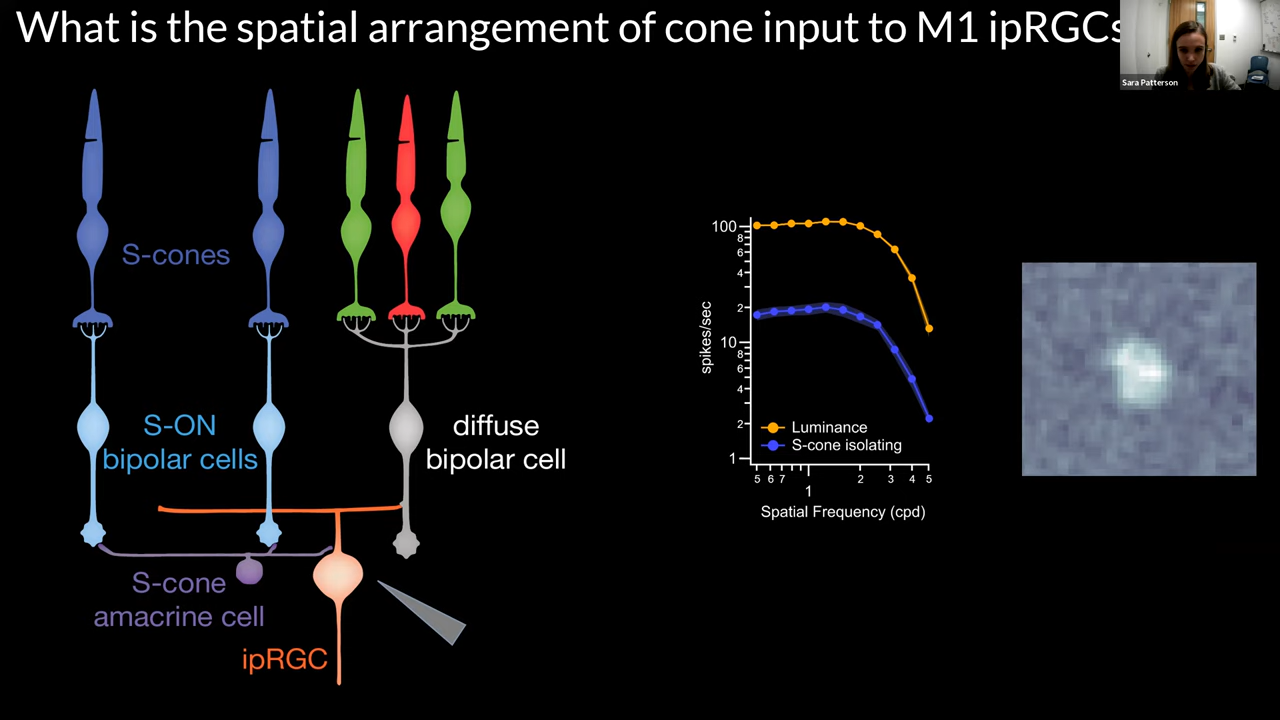 What is the spatial arrangement of cone input to M1 ipRGCs
Sara Patterson
S-cones
S-ON
bipolar cells
diffuse
bipolar cell
S-cone
amacrine cell
ipRGC
100
8
6
4
2
10
8
6
4
2
1
spikes/sec
Luminance
S-cone isolating
5 6 7 2 3 4 5
1
Spatial Frequency (cpd)